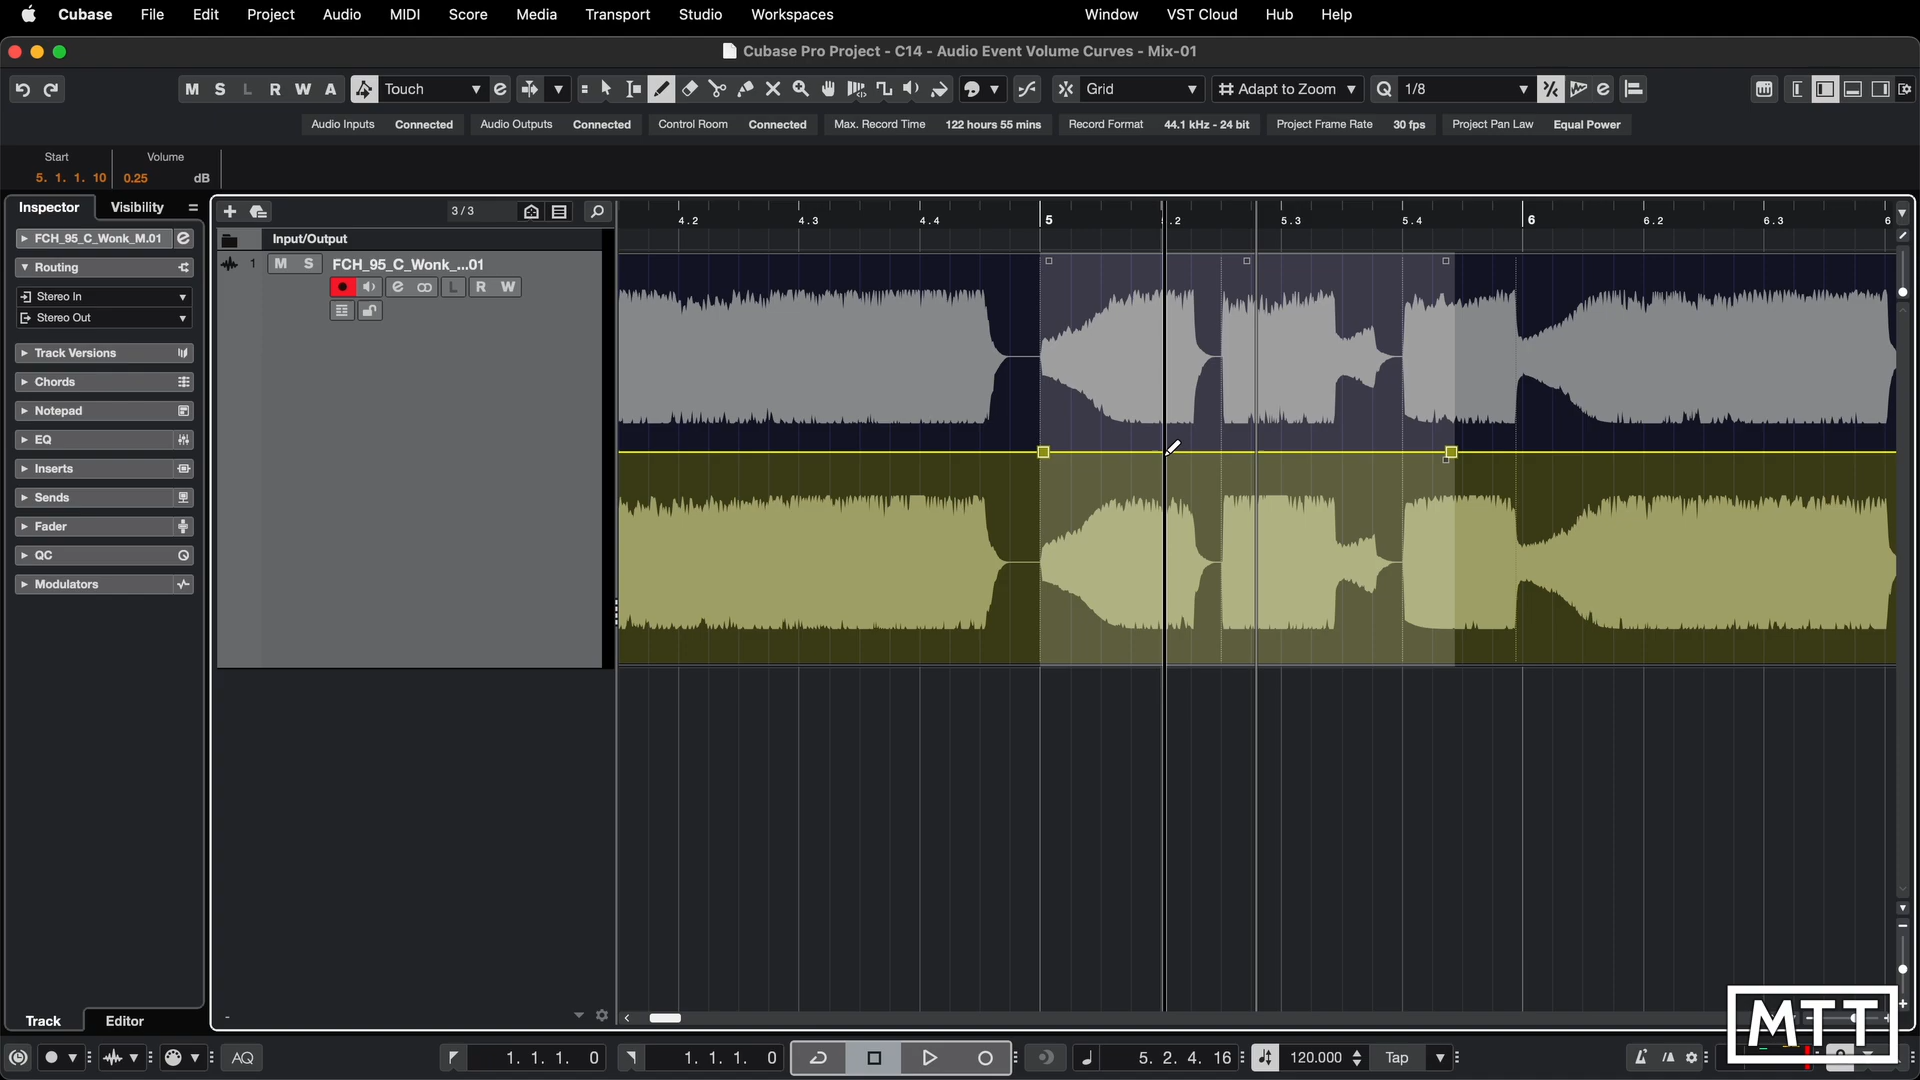 Cubase File Edit Project Audio MIDI Score Media Transport Studio Workspaces Window VST Cloud Hub Help
Cubase Pro Project - C14 - Audio Event Volume Curves - Mix-01
M S L R W A Touch Grid Adapt to Zoom 1/8
Audio Inputs Connected Audio Outputs Connected Control Room Connected Max. Record Time 122 hours 55 mins Record Format 44.1 kHz - 24 bit Project Frame Rate 30 fps Project Pan Law Equal Power
Start Volume
5. 1. 1. 10 0.25 dB
Inspector Visibility 3/3
4.2 4.3 4.4 5 .2 5.3 5.4 6 6.2 6.3 6
FCH_95_C_Wonk_M.01 Input/Output
Routing 1 M S FCH_95_C_Wonk_...01
L R W
Stereo In
Stereo Out
Track Versions
Chords
Notepad
EQ
Inserts
Sends
Fader
QC
Modulators
Track Editor
MTT
AQ 1. 1. 1. 0 1. 1. 1. 0 5. 2. 4. 16 120.000 Tap